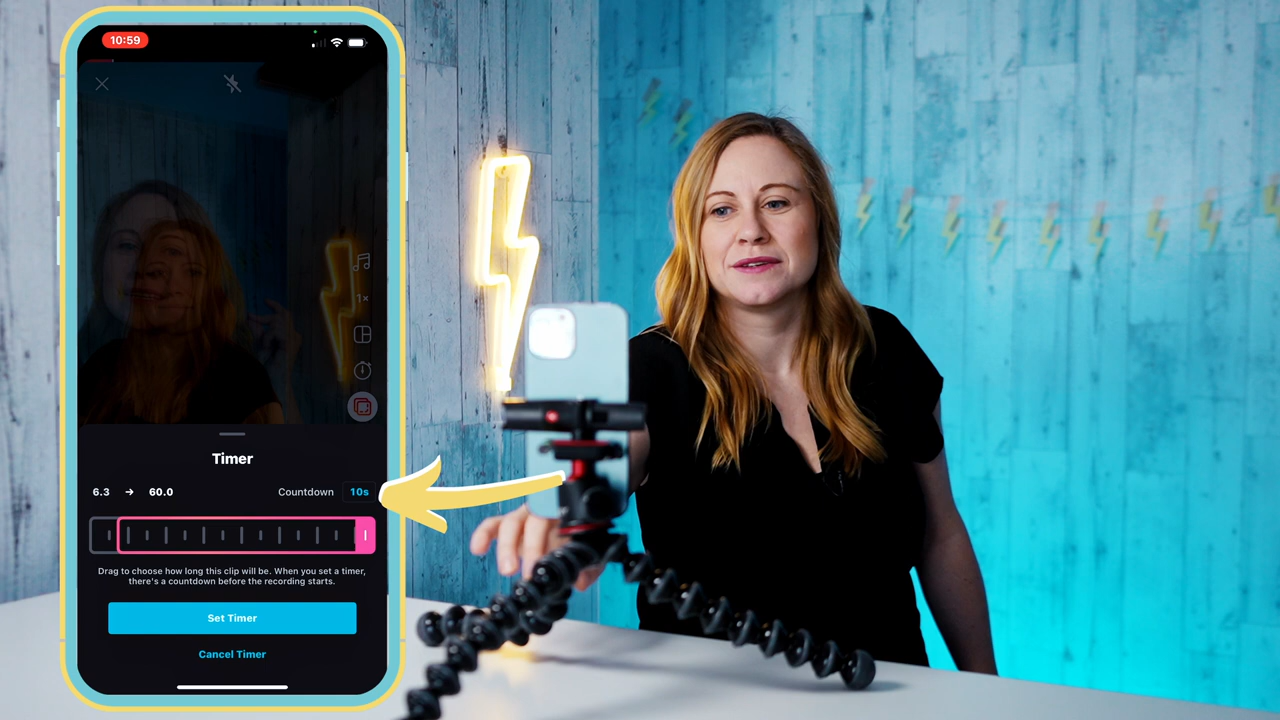 10:59
1×
Timer
6.3 → 60.0 Countdown 10s
Drag to choose how long this clip will be. When you set a timer,
there's a countdown before the recording starts.
Set Timer
Cancel Timer